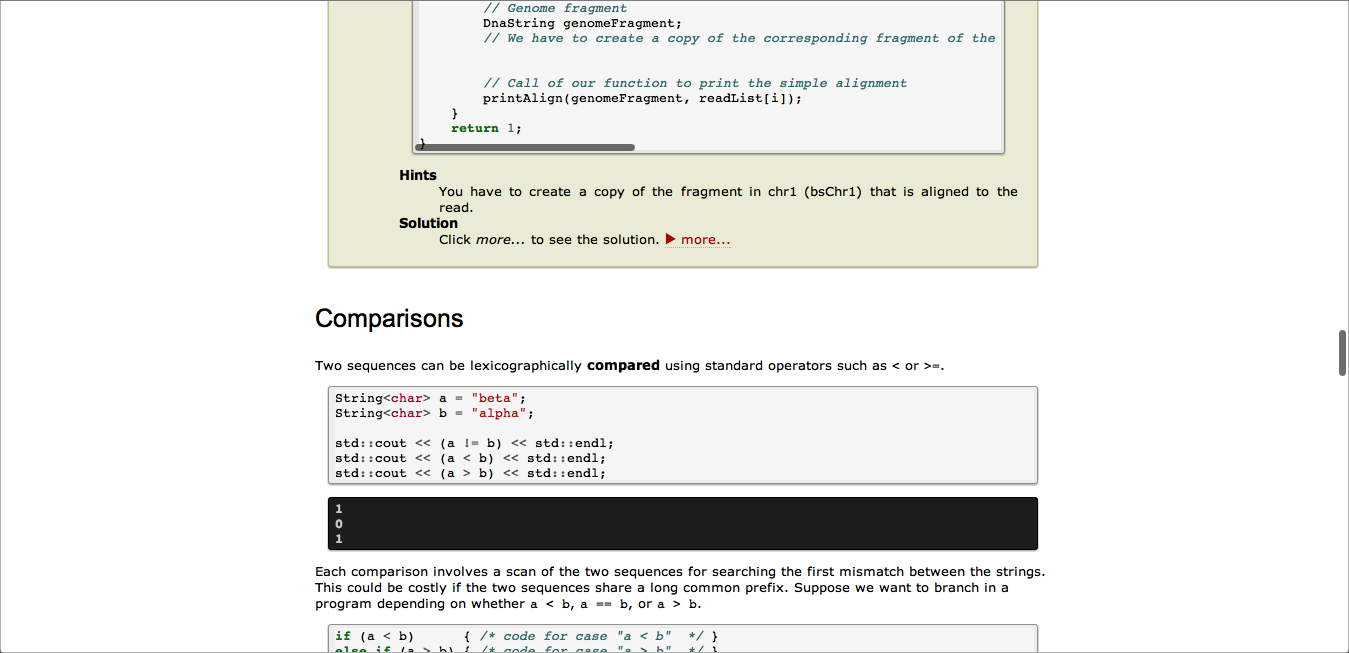 // Genome fragment
DnaString genomeFragment;
// We have to create a copy of the corresponding fragment of the
// Call of our function to print the simple alignment
printAlign(genomeFragment, readList[i]);
}
return 1;
}
Hints
You have to create a copy of the fragment in chr1 (bsChr1) that is aligned to the
read.
Solution
Click more... to see the solution. ▶ more...
Comparisons
Two sequences can be lexicographically compared using standard operators such as < or >=.
String<char> a = "beta";
String<char> b = "alpha";
std::cout << (a != b) << std::endl;
std::cout << (a < b) << std::endl;
std::cout << (a > b) << std::endl;
1
0
1
Each comparison involves a scan of the two sequences for searching the first mismatch between the strings.
This could be costly if the two sequences share a long common prefix. Suppose we want to branch in a
program depending on whether a < b, a == b, or a > b.
if (a < b) { /* code for case "a < b" */ }
else if (a > b) { /* code for case "a > b" */ }